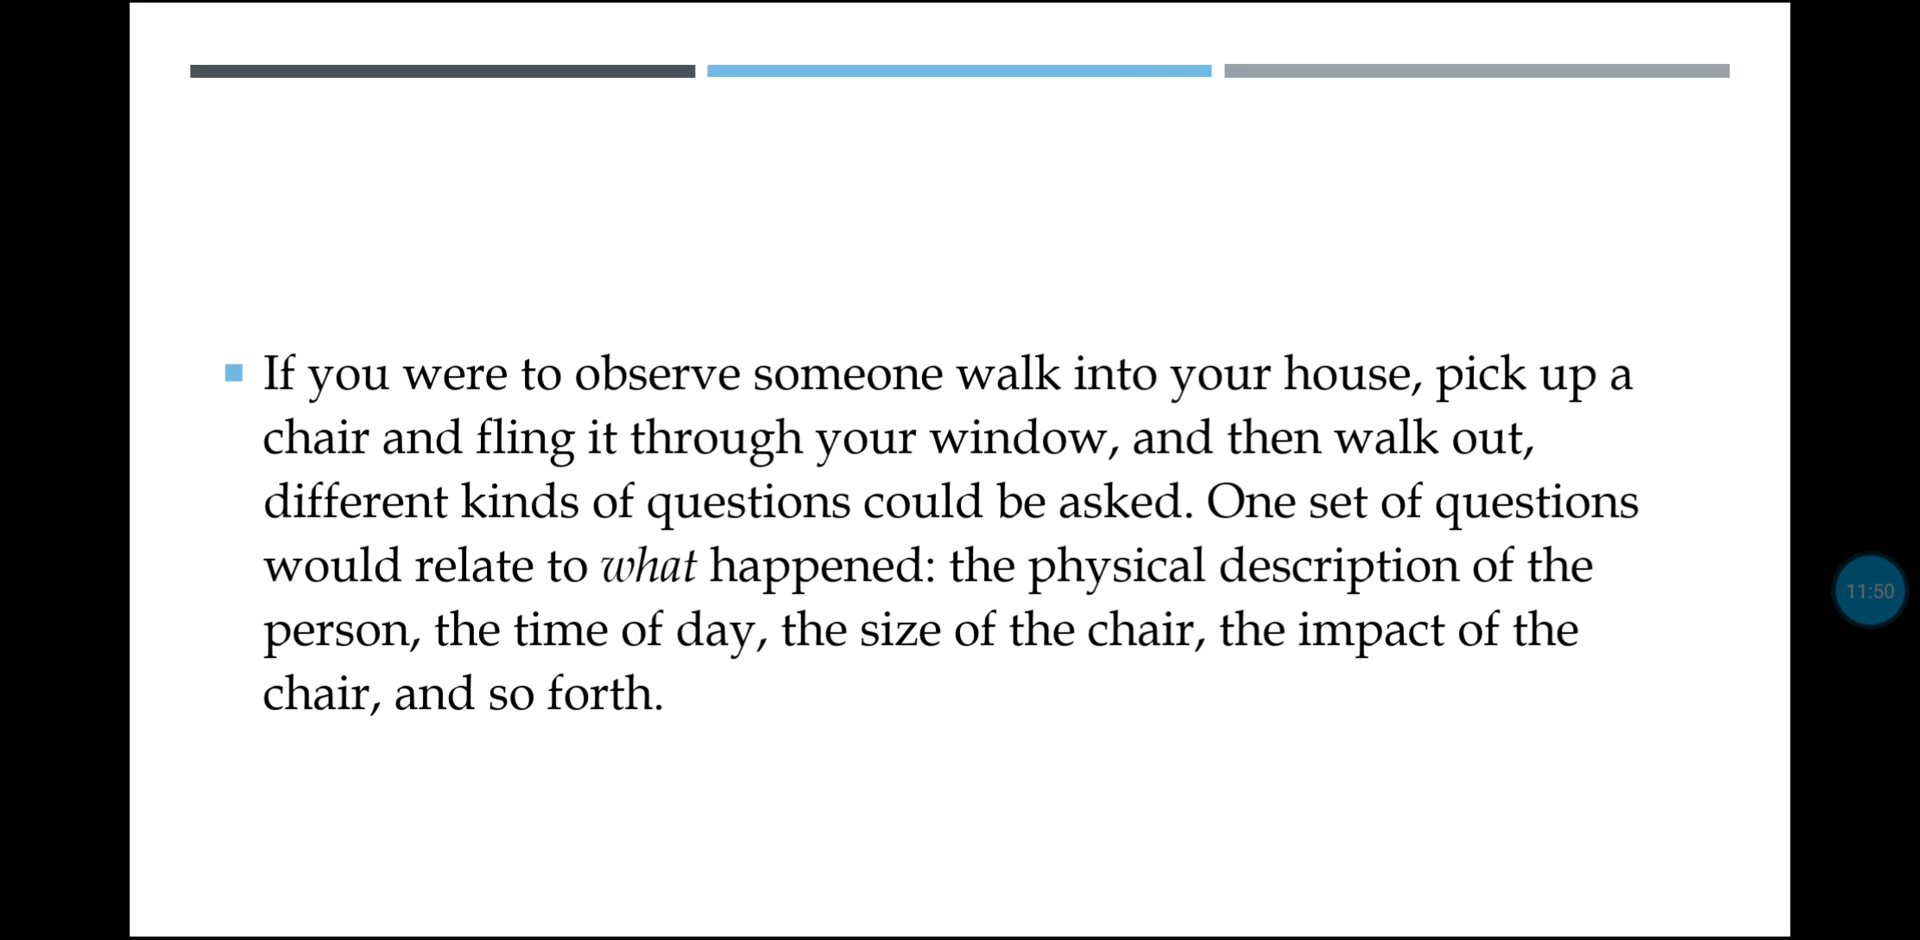 If you were to observe someone walk into your house, pick up a
chair and fling it through your window, and then walk out,
different kinds of questions could be asked. One set of questions
would relate to what happened: the physical description of the
person, the time of day, the size of the chair, the impact of the
chair, and so forth.
11:50